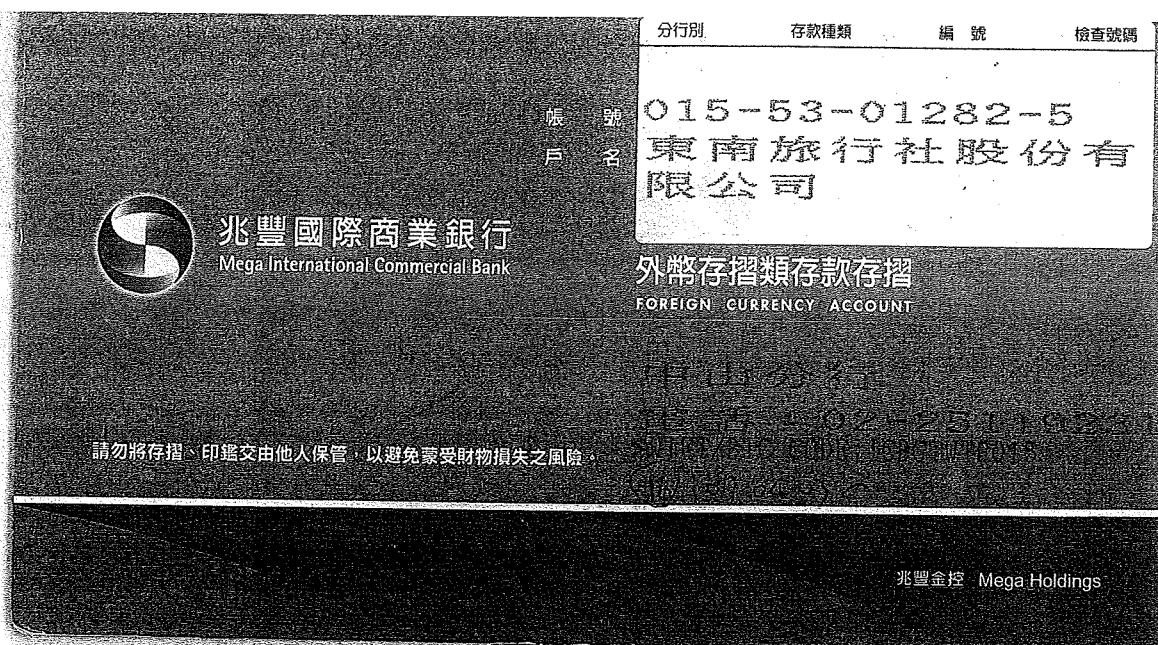 分行別 存款種類 編 號 檢查號碼
帳 號 015-53-01282-5
戶 名 東南旅行社股份有
限公司
兆豐國際商業銀行
Mega International Commercial Bank
外幣存摺類存款存摺
FOREIGN CURRENCY ACCOUNT
中山分行
請勿將存摺、印鑑交由他人保管，以避免蒙受財物損失之風險。
兆豐金控 Mega Holdings